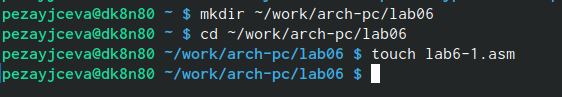 pezayjceva@dk8n80 ~ $ mkdir ~/work/arch-pc/lab06
pezayjceva@dk8n80 ~ $ cd ~/work/arch-pc/lab06
pezayjceva@dk8n80 ~/work/arch-pc/lab06 $ touch lab6-1.asm
pezayjceva@dk8n80 ~/work/arch-pc/lab06 $